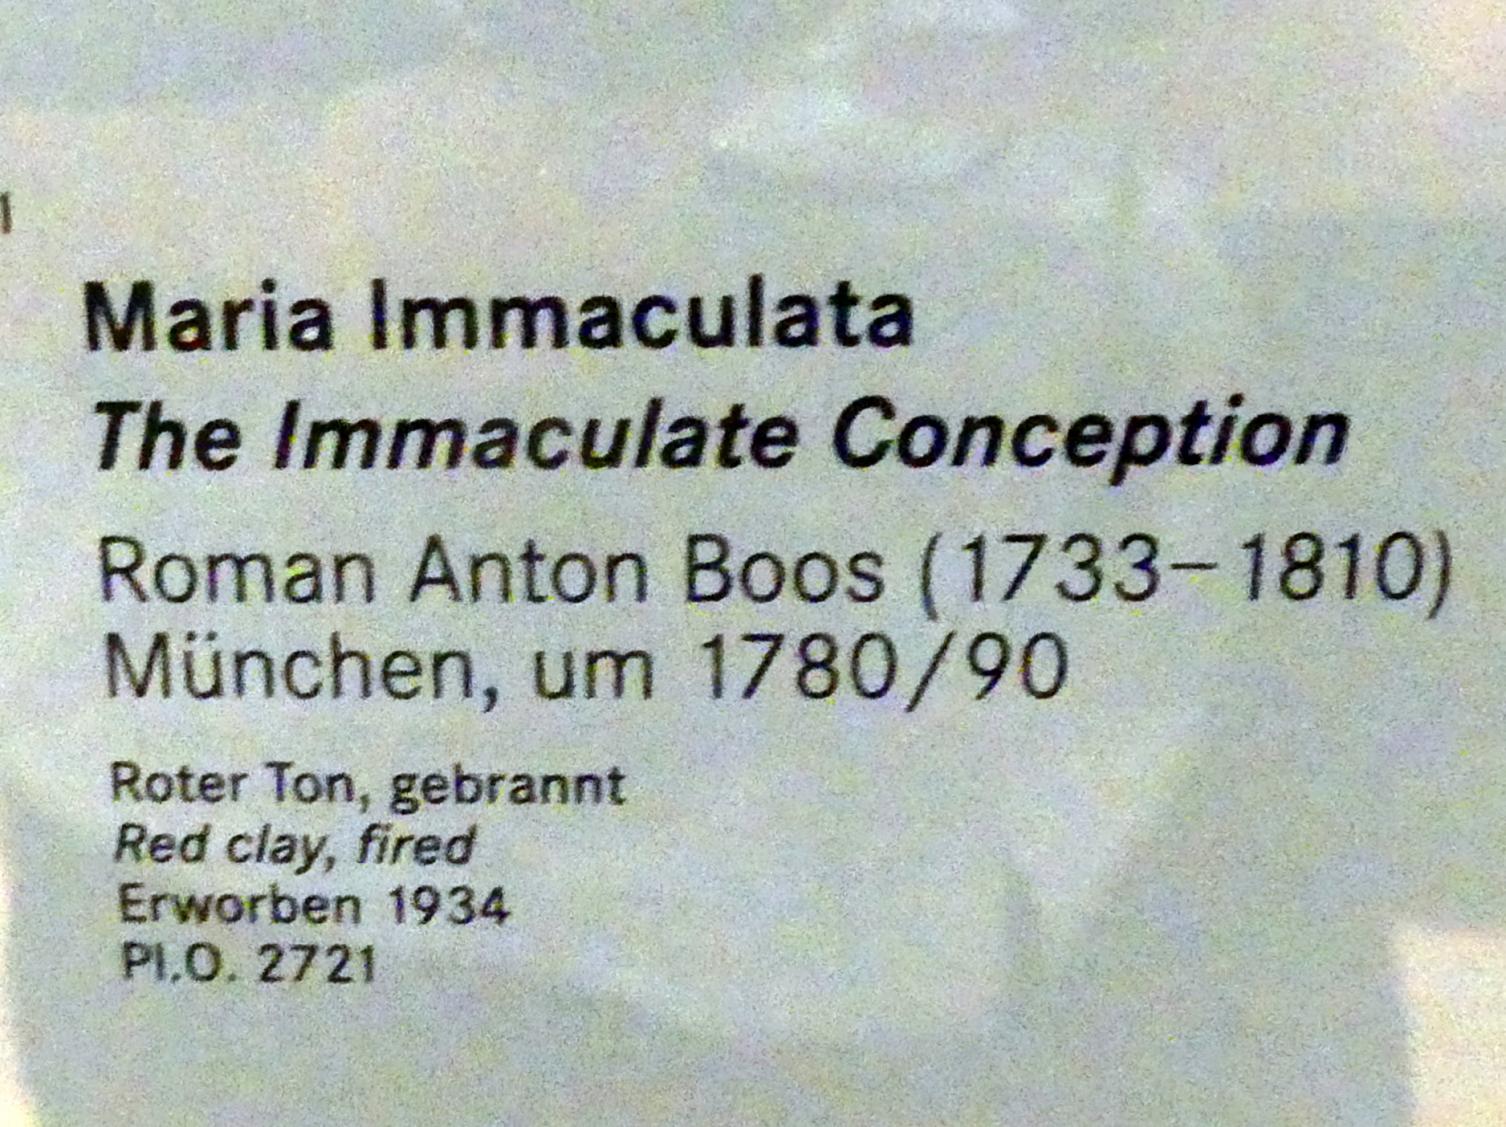 Maria Immaculata
The Immaculate Conception
Roman Anton Boos (1733–1810)
München, um 1780/90
Roter Ton, gebrannt
Red clay, fired
Erworben 1934
Pl.O. 2721